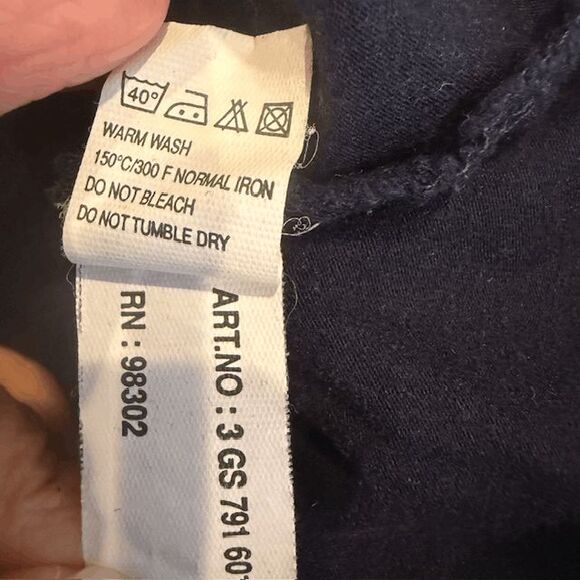 40°
WARM WASH
150°C/300 F NORMAL IRON
DO NOT BLEACH
DO NOT TUMBLE DRY
RN : 98302
ART.NO : 3 GS 791 60